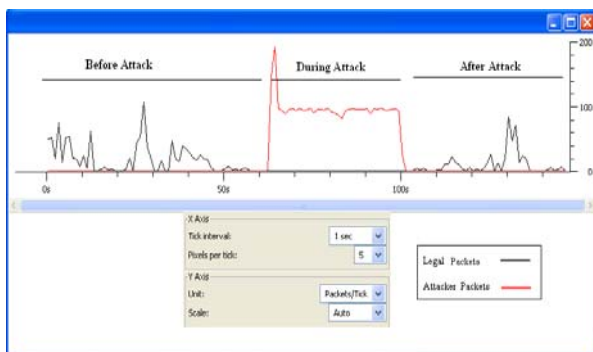 Before Attack
During Attack
After Attack
200
100
0
0s
50s
100s
X Axis
Tick interval:
1 sec
Pixels per tick:
5
Y Axis
Unit:
Packets/Tick
Scale:
Auto
Legal Packets
Attacker Packets